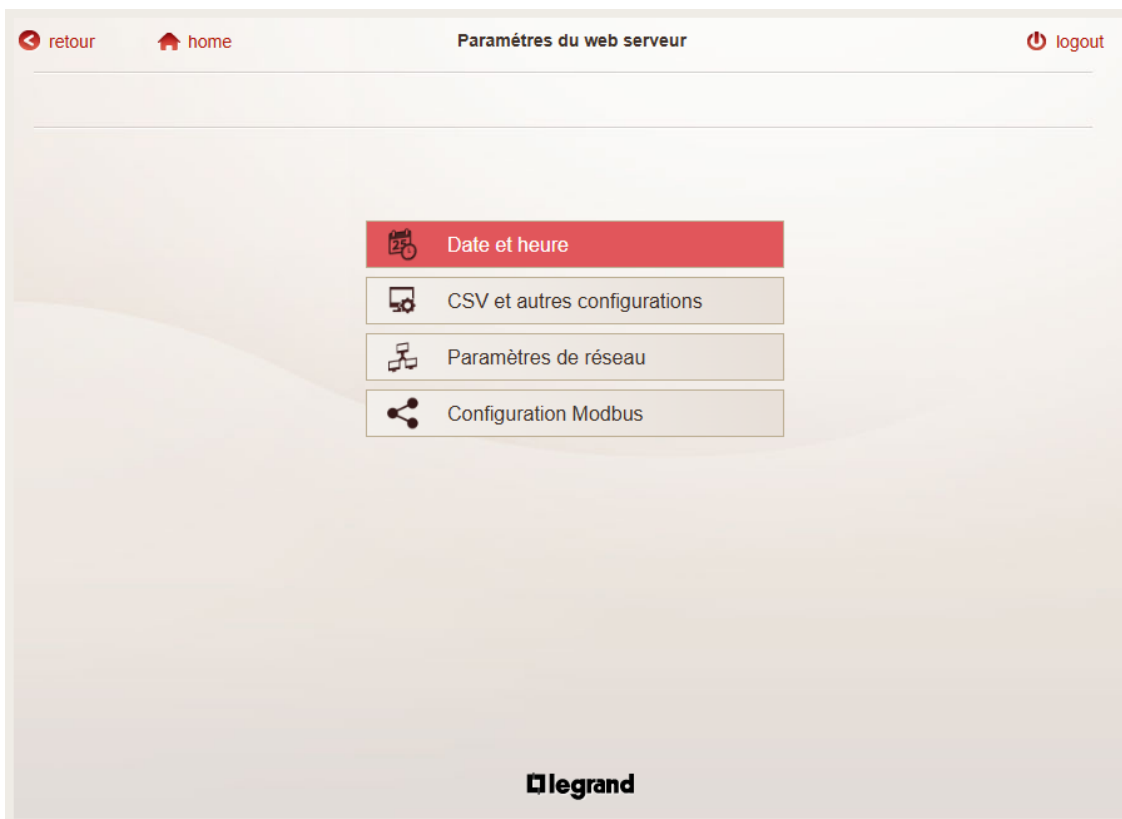 retour home Paramétres du web serveur logout
25 Date et heure
CSV et autres configurations
Paramètres de réseau
Configuration Modbus
legrand